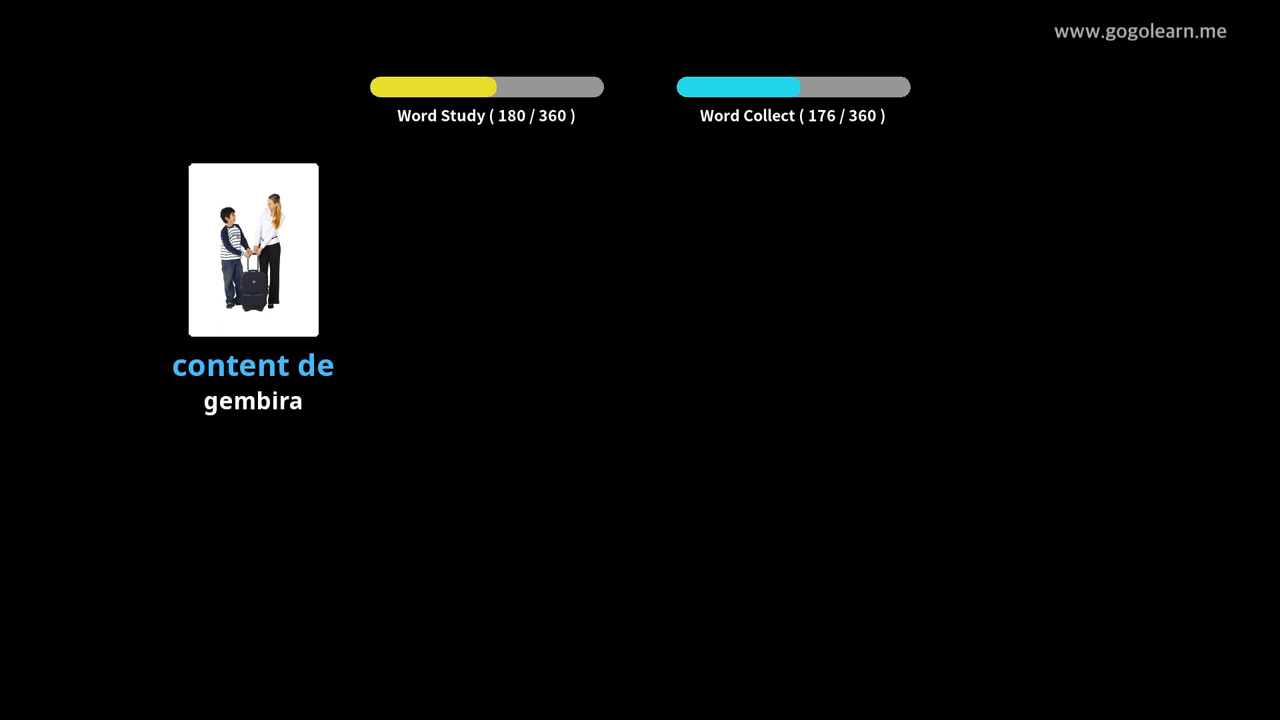 www.gogolearn.me
Word Study ( 180 / 360 )
Word Collect ( 176 / 360 )
content de
gembira